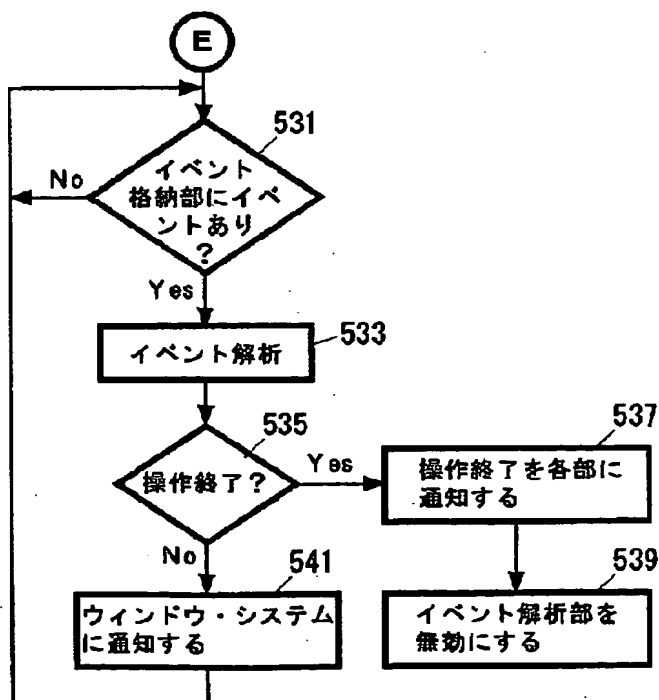 E
531
イベント
格納部にイベ
ントあり
?
No
Yes
イベント解析
533
535
操作終了?
Yes
537
操作終了を各部に
通知する
No
541
ウィンドウ・システム
に通知する
539
イベント解析部を
無効にする